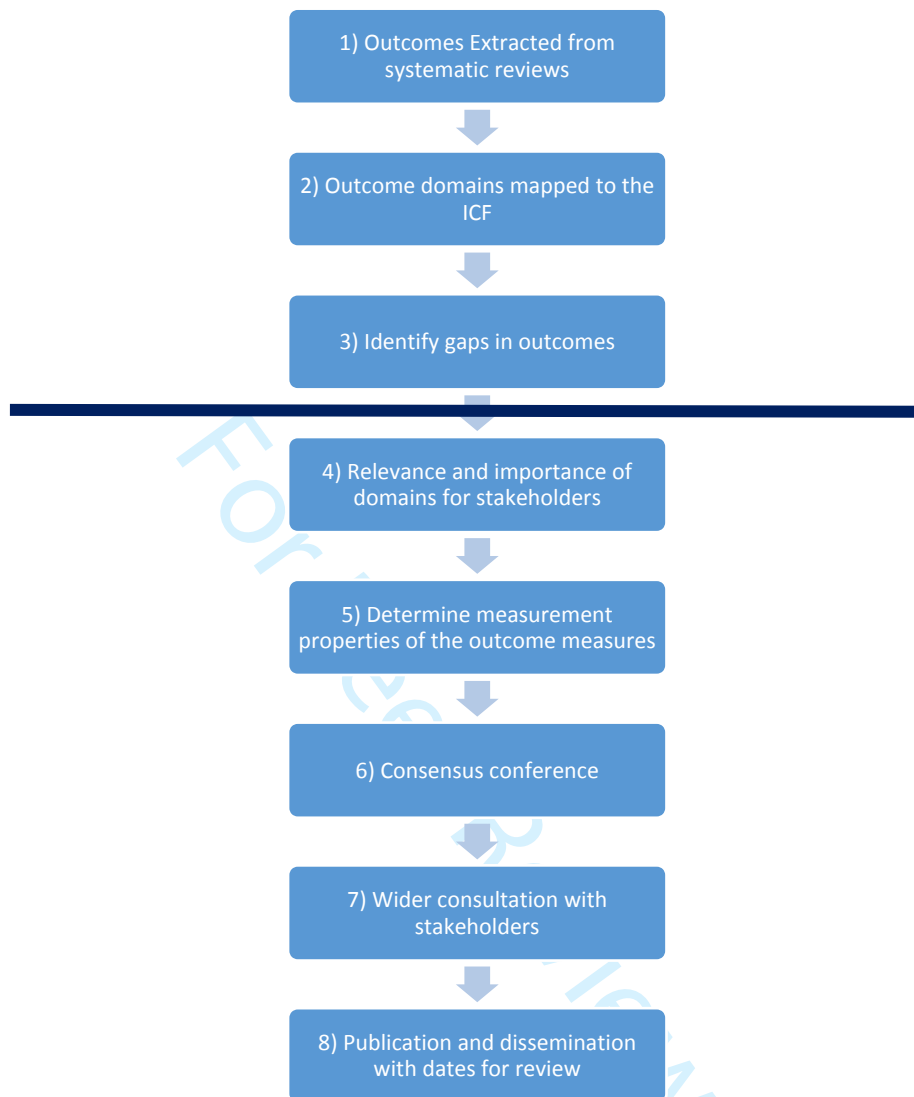 1) Outcomes Extracted from
systematic reviews
2) Outcome domains mapped to the
ICF
3) Identify gaps in outcomes
4) Relevance and importance of
domains for stakeholders
5) Determine measurement
properties of the outcome measures
6) Consensus conference
7) Wider consultation with
stakeholders
8) Publication and dissemination
with dates for review
For